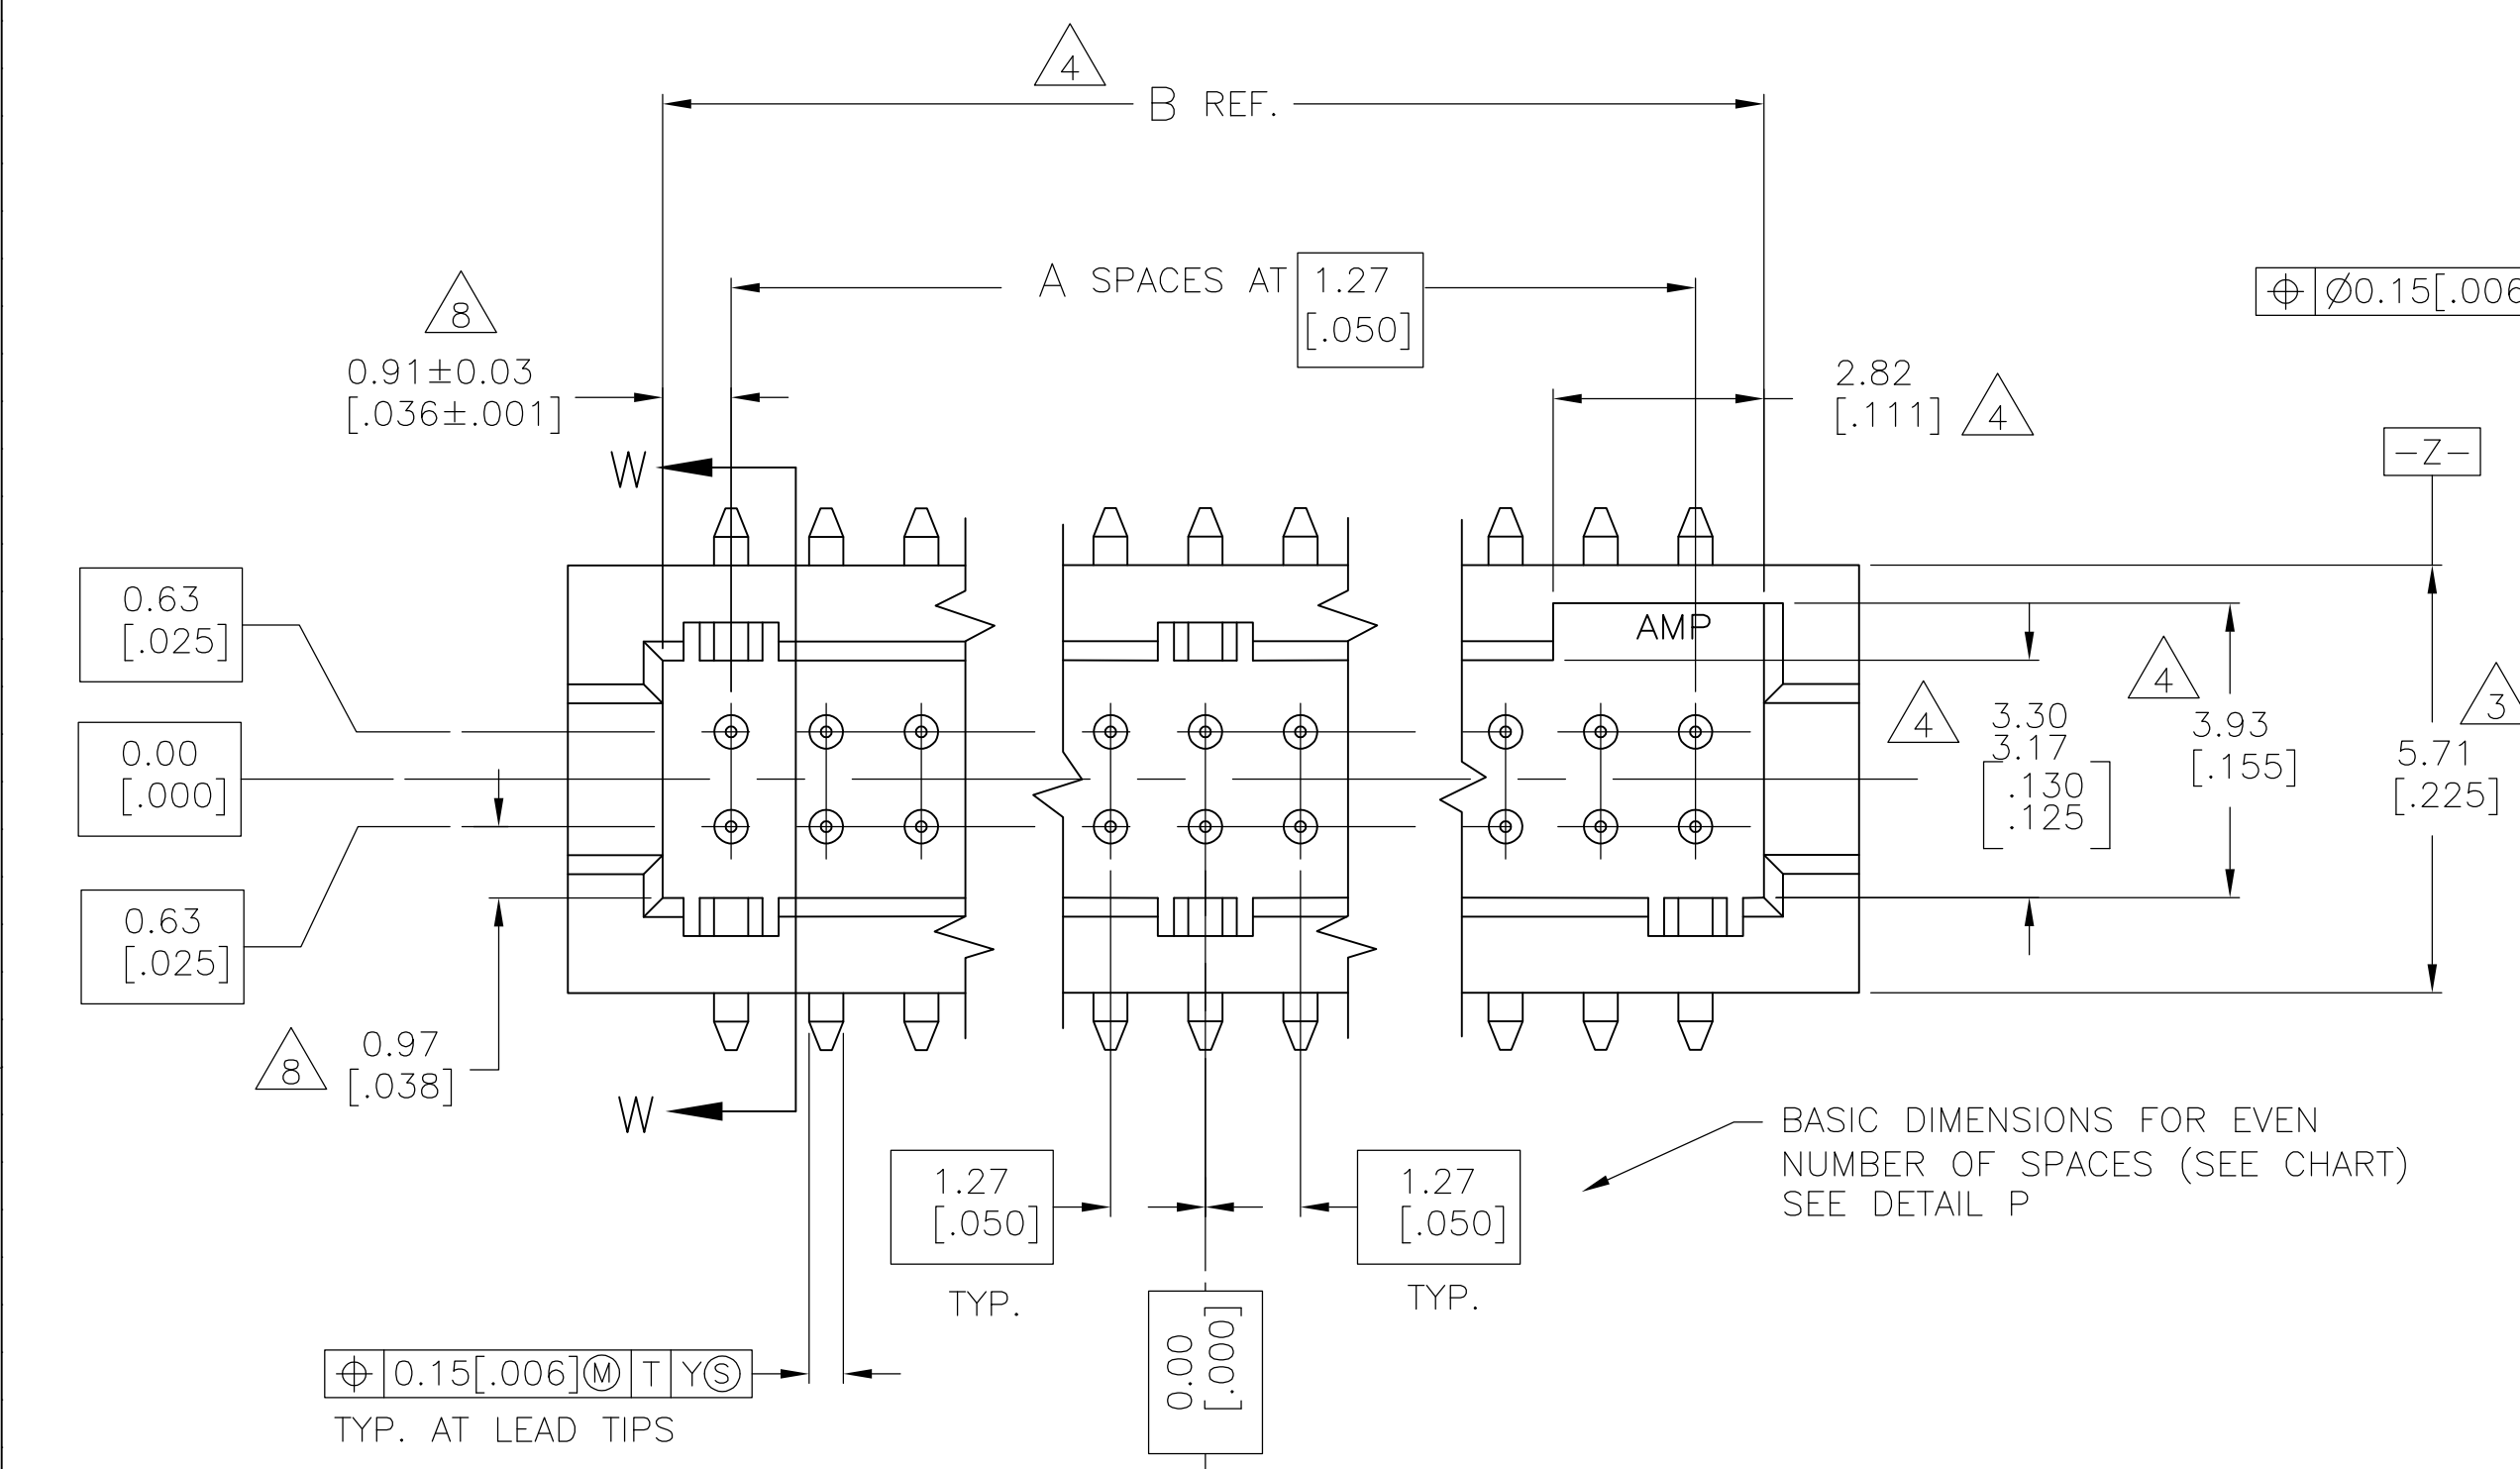 4
B REF.
A SPACES AT 1.27
[.050]
8
0.91±0.03
[.036±.001]
2.82
[.111] 4
⌖ Ø0.15[.006
-Z-
W
AMP
0.63
[.025]
0.00
[.000]
0.63
[.025]
4
3.30
3.17
[.130
.125]
4
3.93
[.155]
3
5.71
[.225]
8
0.97
[.038]
W
1.27
[.050]
TYP.
1.27
[.050]
TYP.
BASIC DIMENSIONS FOR EVEN
NUMBER OF SPACES (SEE CHART)
SEE DETAIL P
0.00
[.000]
⌖ 0.15[.006]Ⓜ T YⓈ
TYP. AT LEAD TIPS